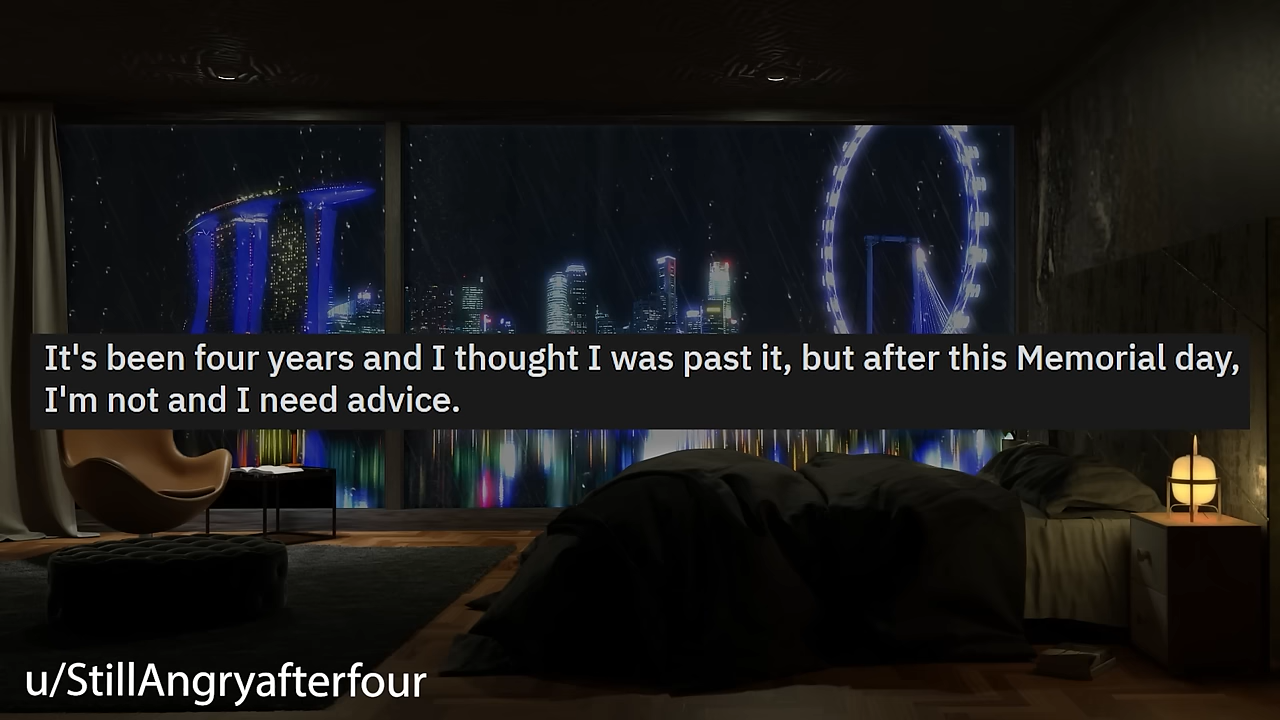 It's been four years and I thought I was past it, but after this Memorial day,
I'm not and I need advice.
u/StillAngryafterfour